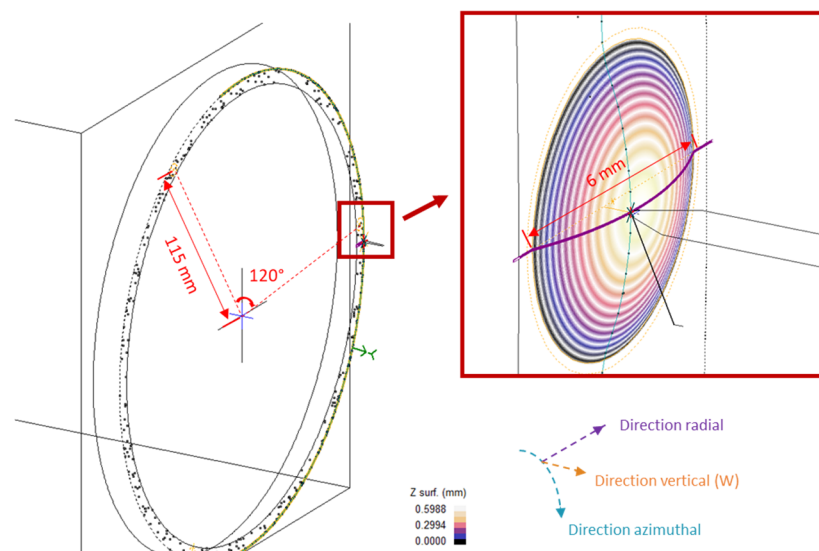 120°
115 mm
6 mm
Direction radial
Direction vertical (W)
Direction azimuthal
Z surf. (mm)
0.5988
0.2994
0.0000